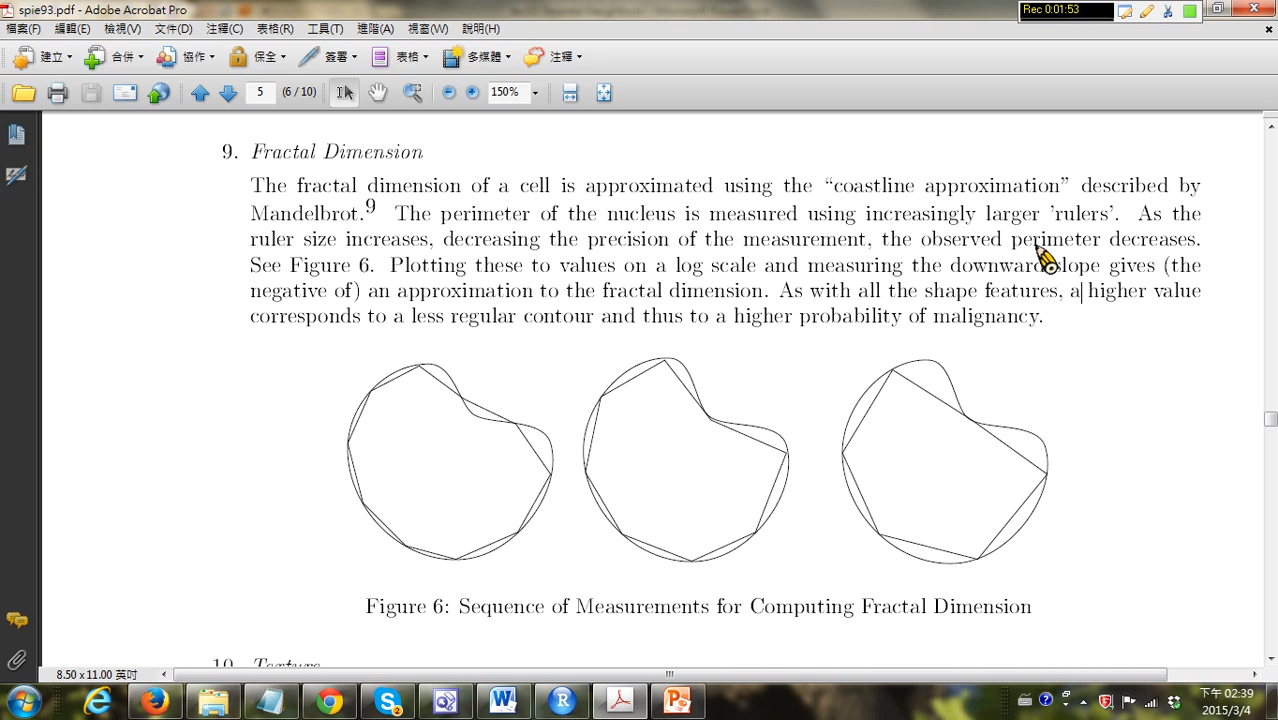 spie93.pdf - Adobe Acrobat Pro
Rec 0:01:53
檔案(F) 編輯(E) 檢視(V) 文件(D) 注釋(C) 表格(R) 工具(T) 進階(A) 視窗(W) 說明(H)
建立 合併 協作 保全 簽署 表格 多媒體 注釋
5 (6 / 10) 150%
9. Fractal Dimension
The fractal dimension of a cell is approximated using the “coastline approximation” described by
Mandelbrot.9 The perimeter of the nucleus is measured using increasingly larger 'rulers'. As the
ruler size increases, decreasing the precision of the measurement, the observed perimeter decreases.
See Figure 6. Plotting these to values on a log scale and measuring the downward slope gives (the
negative of) an approximation to the fractal dimension. As with all the shape features, a higher value
corresponds to a less regular contour and thus to a higher probability of malignancy.
Figure 6: Sequence of Measurements for Computing Fractal Dimension
10. Texture
8.50 x 11.00 英吋
下午 02:39
2015/3/4